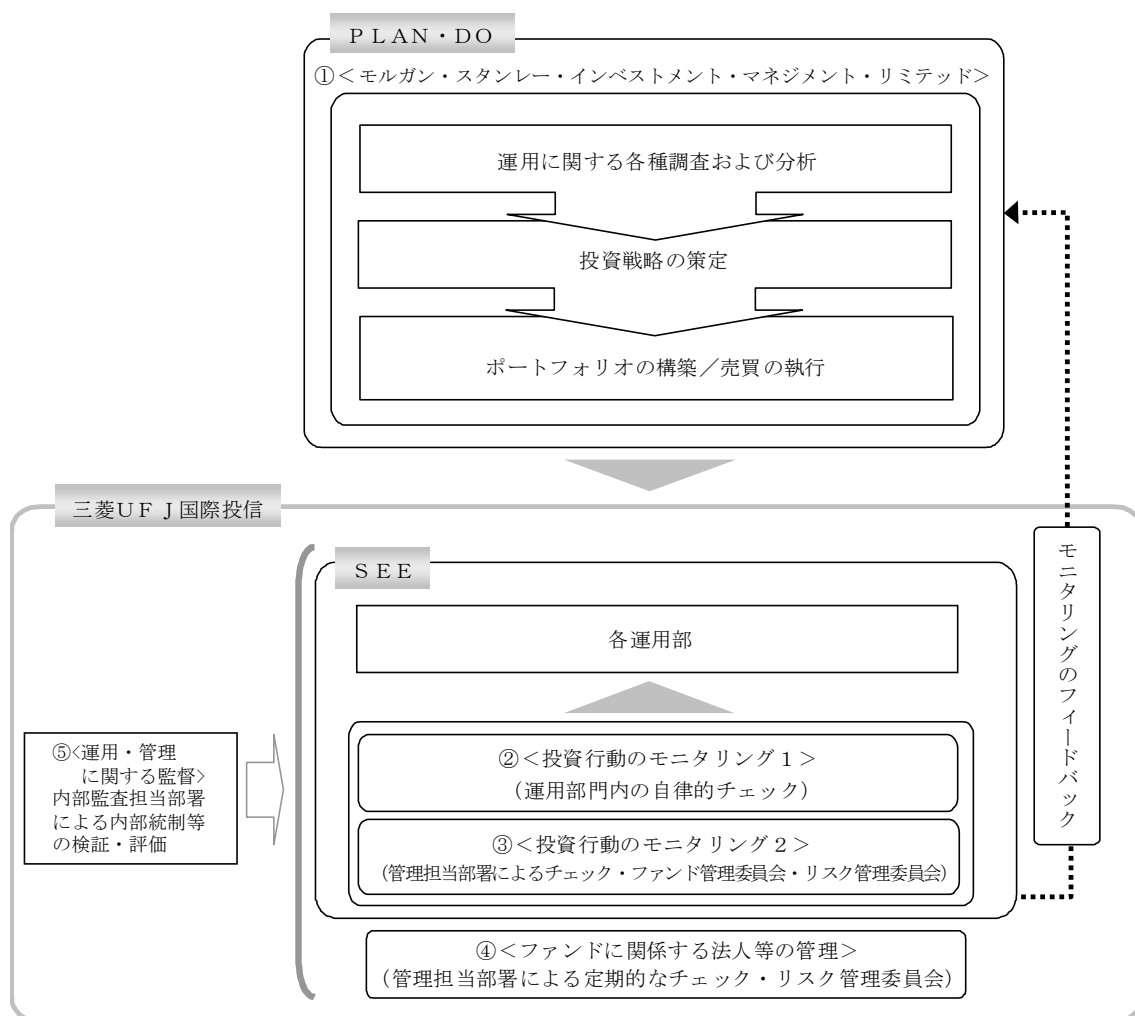 ＰＬＡＮ・ＤＯ
①＜モルガン・スタンレー・インベストメント・マネジメント・リミテッド＞
運用に関する各種調査および分析
投資戦略の策定
ポートフォリオの構築／売買の執行
三菱ＵＦＪ国際投信
ＳＥＥ
各運用部
②＜投資行動のモニタリング１＞
（運用部門内の自律的チェック）
③＜投資行動のモニタリング２＞
(管理担当部署によるチェック・ファンド管理委員会・リスク管理委員会)
④＜ファンドに関係する法人等の管理＞
（管理担当部署による定期的なチェック・リスク管理委員会）
⑤<運用・管理
に関する監督>
内部監査担当部署
による内部統制等
の検証・評価
モニタリングのフィードバック